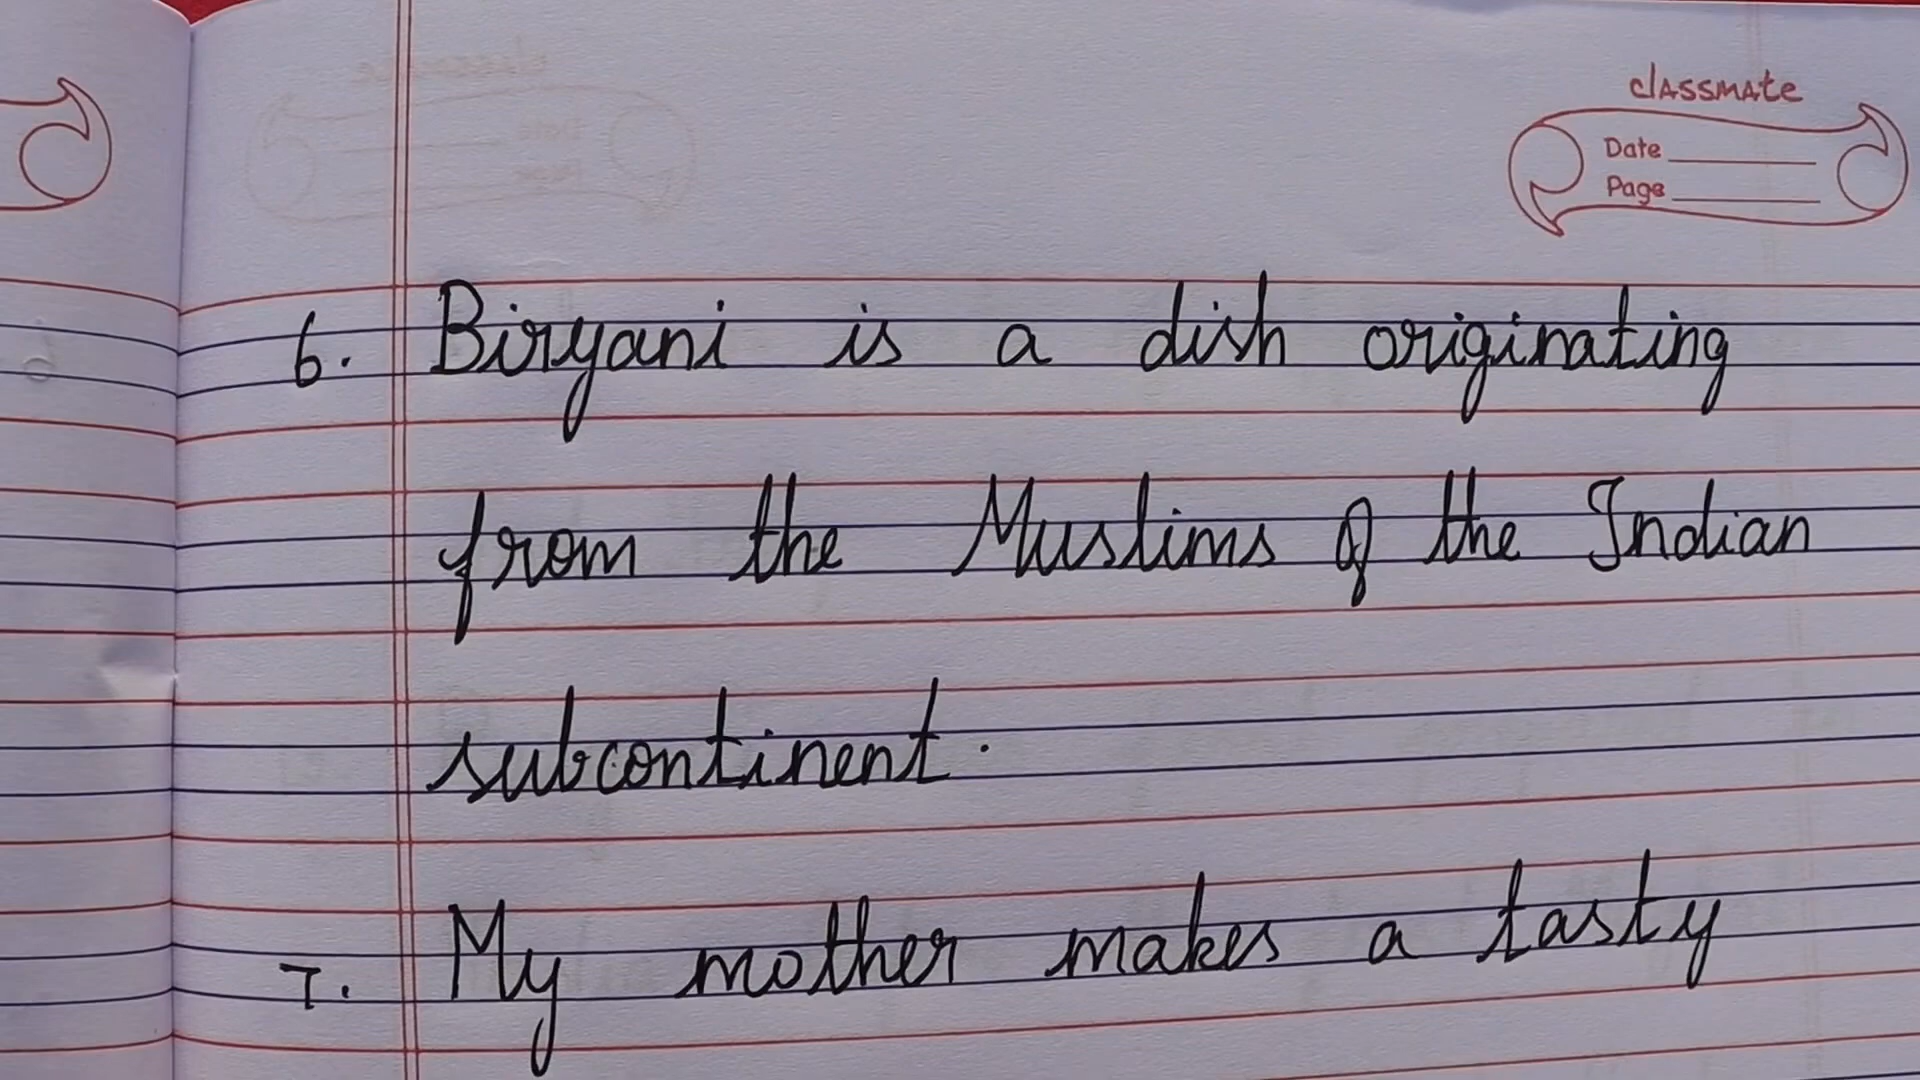 classmate
Date
Page
6. Biryani is a dish originating
from the Muslims of the Indian
subcontinent.
7. My mother makes a tasty